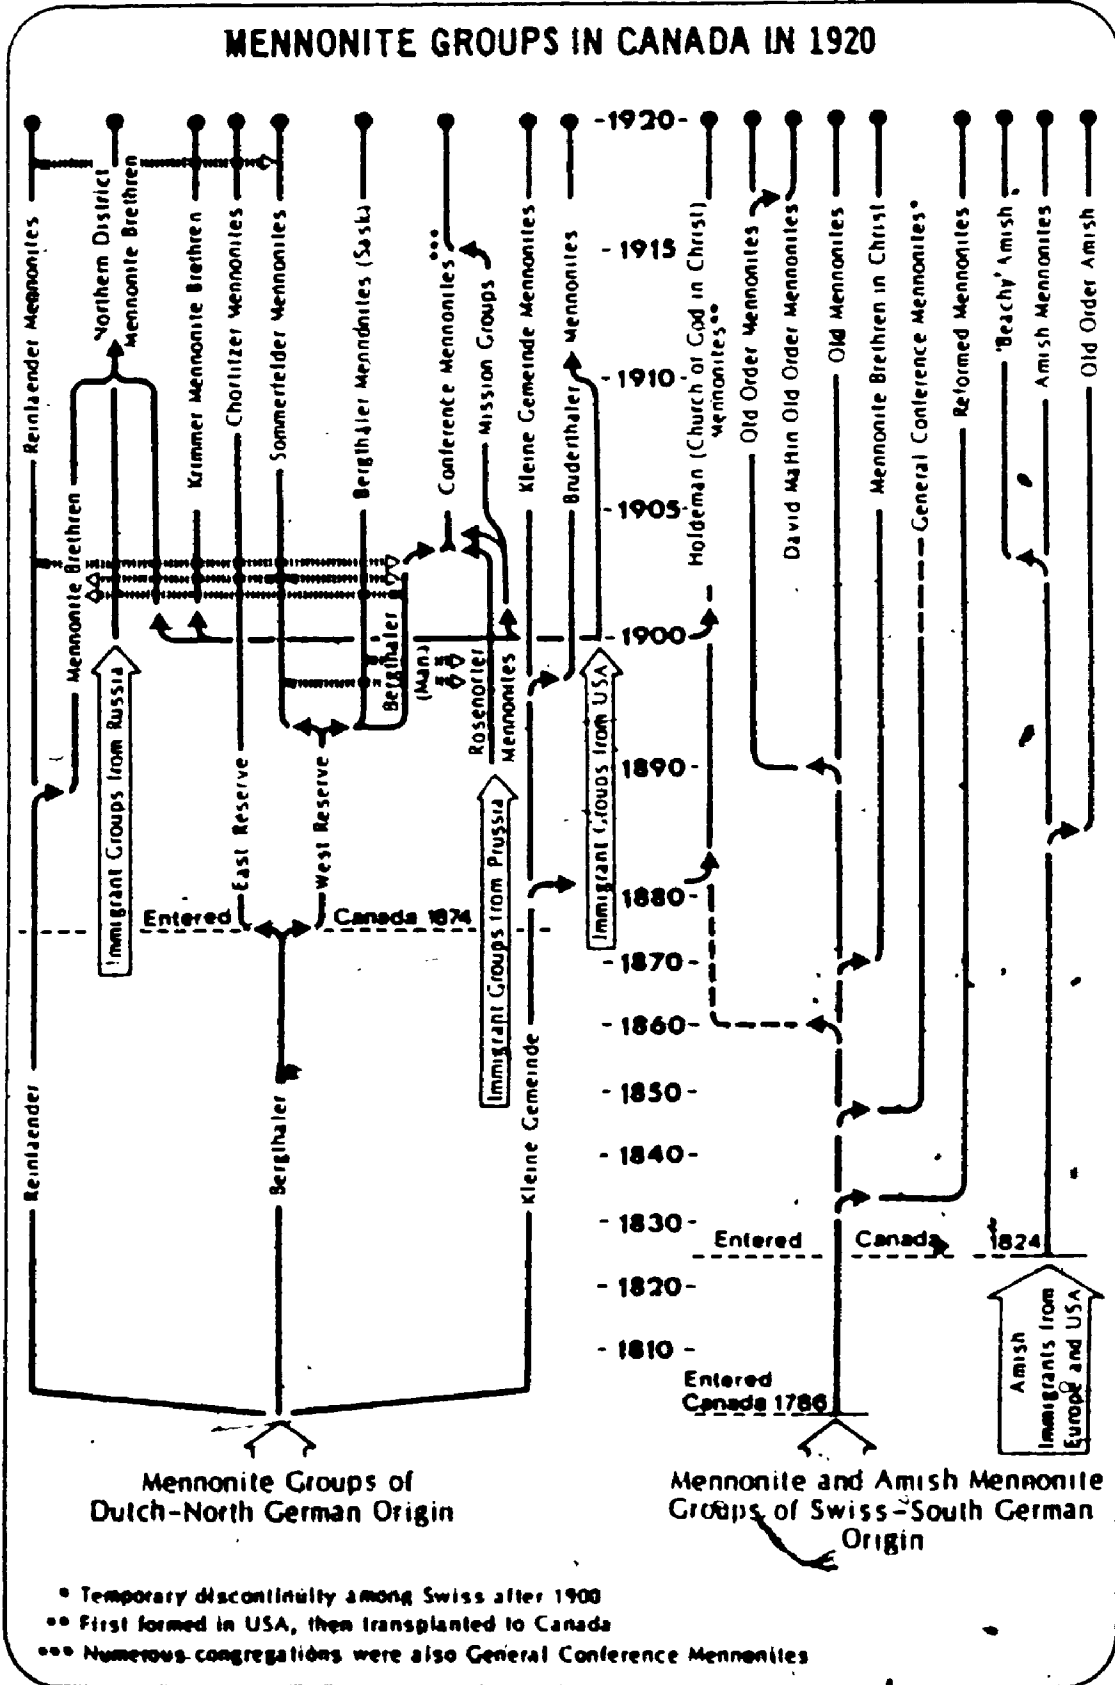 MENNONITE GROUPS IN CANADA IN 1920
Reinlaender Mennonites
Northern District
Mennonite Brethren
Krimmer Mennonite Brethren
Chortitzer Mennonites
Sommerfelder Mennonites
Bergthaler Mennonites (Sask)
Conference Mennonites***
Mission Groups
Kleine Gemeinde Mennonites
Bruderthaler Mennonites
-1920-
1915
-1910
-1905-
-1900
-1890-
-1880-
-1870-
-1860-
-1850-
-1840-
-1830-
-1820-
-1810-
Holdeman (Church of God in Christ)
Mennonites**
Old Order Mennonites
David Martin Old Order Mennonites
Old Mennonites
Mennonite Brethren in Christ
General Conference Mennonites*
Reformed Mennonites
'Beachy' Amish
Amish Mennonites
Old Order Amish
Mennonite Brethren
Immigrant Groups from Russia
East Reserve
West Reserve
Bergthaler
(Man)
Rosenorter
Mennonites
Immigrant Groups from Prussia
Immigrant Groups from USA
Entered Canada 1874
Reinlaender
Bergthaler
Kleine Gemeinde
Entered Canada 1824
Amish
Immigrants from
Europe and USA
Entered
Canada 1786
Mennonite Groups of
Dutch-North German Origin
Mennonite and Amish Mennonite
Groups of Swiss-South German
Origin
* Temporary discontinuity among Swiss after 1900
** First formed in USA, then transplanted to Canada
*** Numerous congregations were also General Conference Mennonites